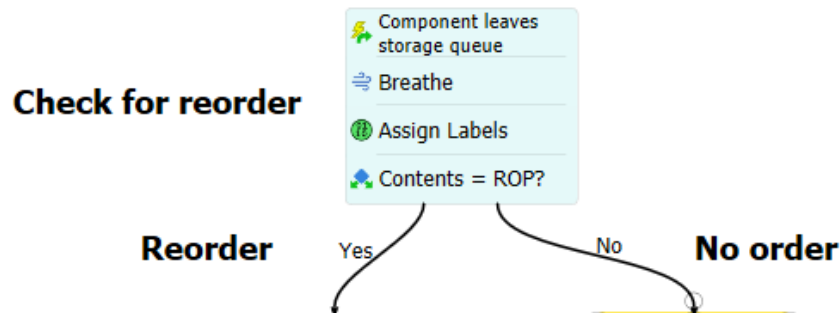 Component leaves
storage queue
Breathe
Check for reorder
Assign Labels
Contents = ROP?
Reorder
Yes
No
No order